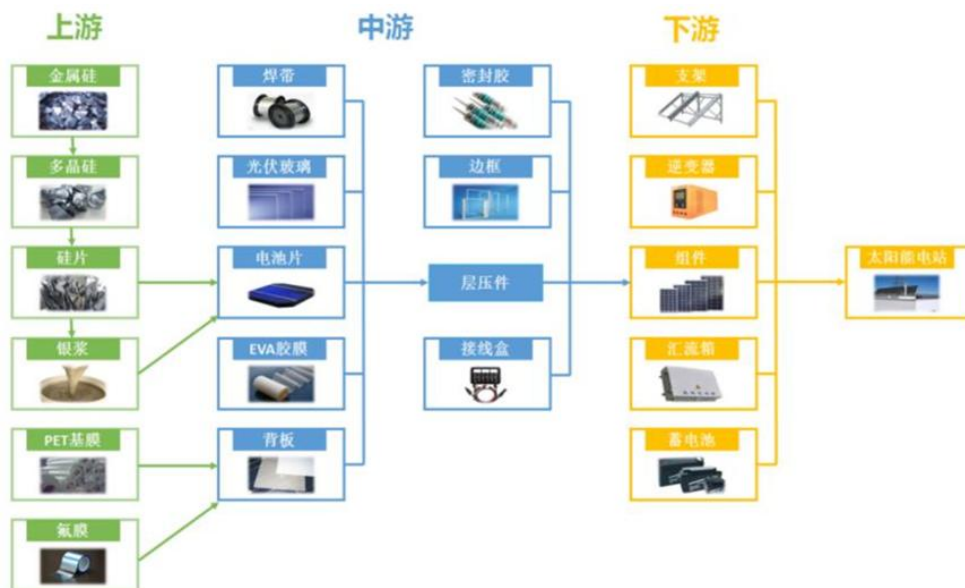 上游
中游
下游
金属硅
多晶硅
硅片
银浆
PET基膜
氟膜
焊带
光伏玻璃
电池片
EVA胶膜
背板
密封胶
边框
层压件
接线盒
支架
逆变器
组件
汇流箱
蓄电池
太阳能电站